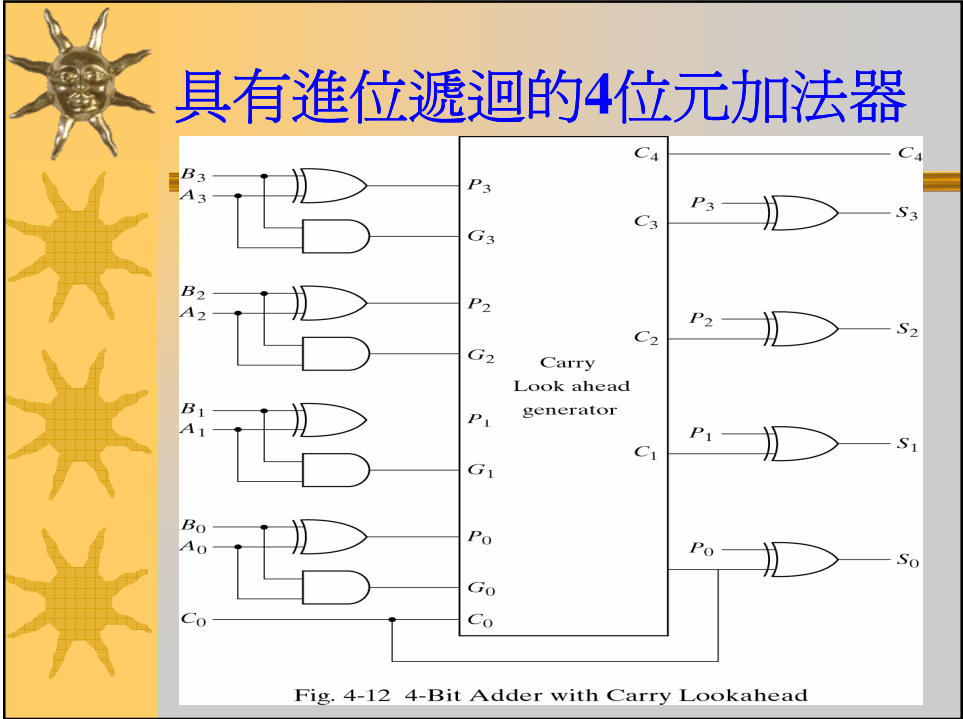 具有進位遞迴的4位元加法器
C4 C4
B3
A3
P3
G3
C3
P3
S3
B2
A2
P2
G2
C2
P2
S2
Carry
Look ahead
generator
B1
A1
P1
G1
C1
P1
S1
B0
A0
P0
G0
P0
S0
C0 C0
Fig. 4-12 4-Bit Adder with Carry Lookahead